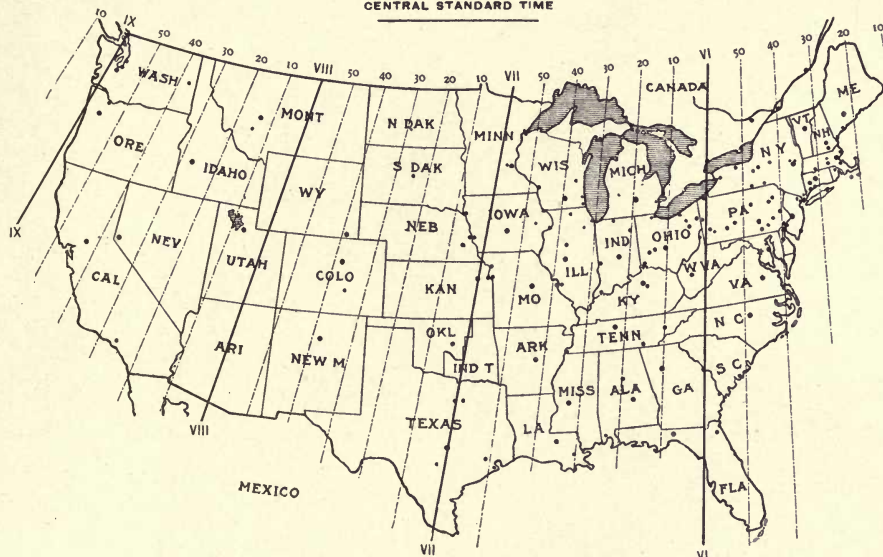 CENTRAL STANDARD TIME
10 IX 50 40 30 20 10 VIII 50 40 30 20 10 VII 50 40 30 20 10 VI 50 40 30 20 10
WASH
MONT
N DAK
MINN
CANADA
ME
VT
NH
ORE
IDAHO
S DAK
WIS
MICH
N Y
WY
IOWA
NEB
PA
IX
NEV
UTAH
COLO
ILL
IND
OHIO
W VA
CAL
KAN
MO
KY
VA
ARI
NEW M
OKL
IND T
ARK
TENN
N C
S C
TEXAS
MISS
ALA
GA
LA
VIII
MEXICO
FLA
VII
VI